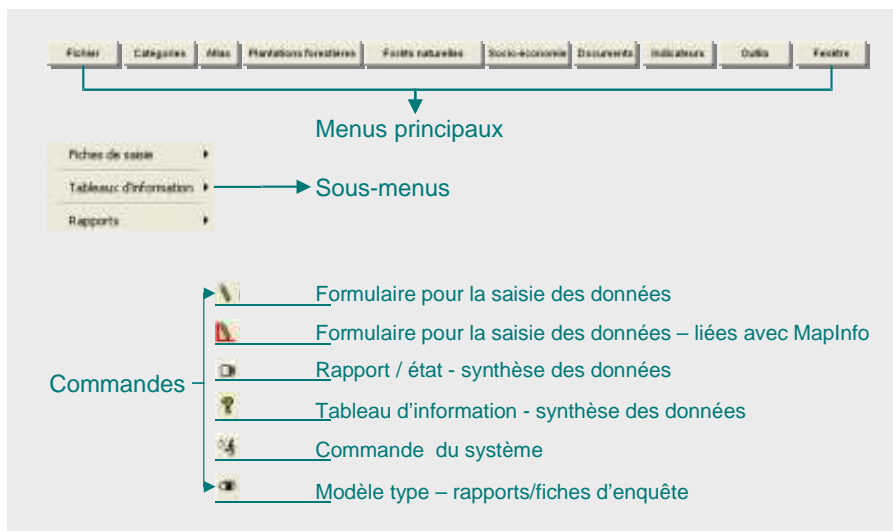 Fichier Catégories Atlas Plantations forestières Forêts naturelles Socio-economie Documents Indicateurs Outils Fenêtre
Menus principaux
Fiches de saisie
Tableaux d'information
Sous-menus
Rapports
Formulaire pour la saisie des données
Formulaire pour la saisie des données – liées avec MapInfo
Rapport / état - synthèse des données
Commandes
Tableau d'information - synthèse des données
Commande du système
Modèle type – rapports/fiches d'enquête